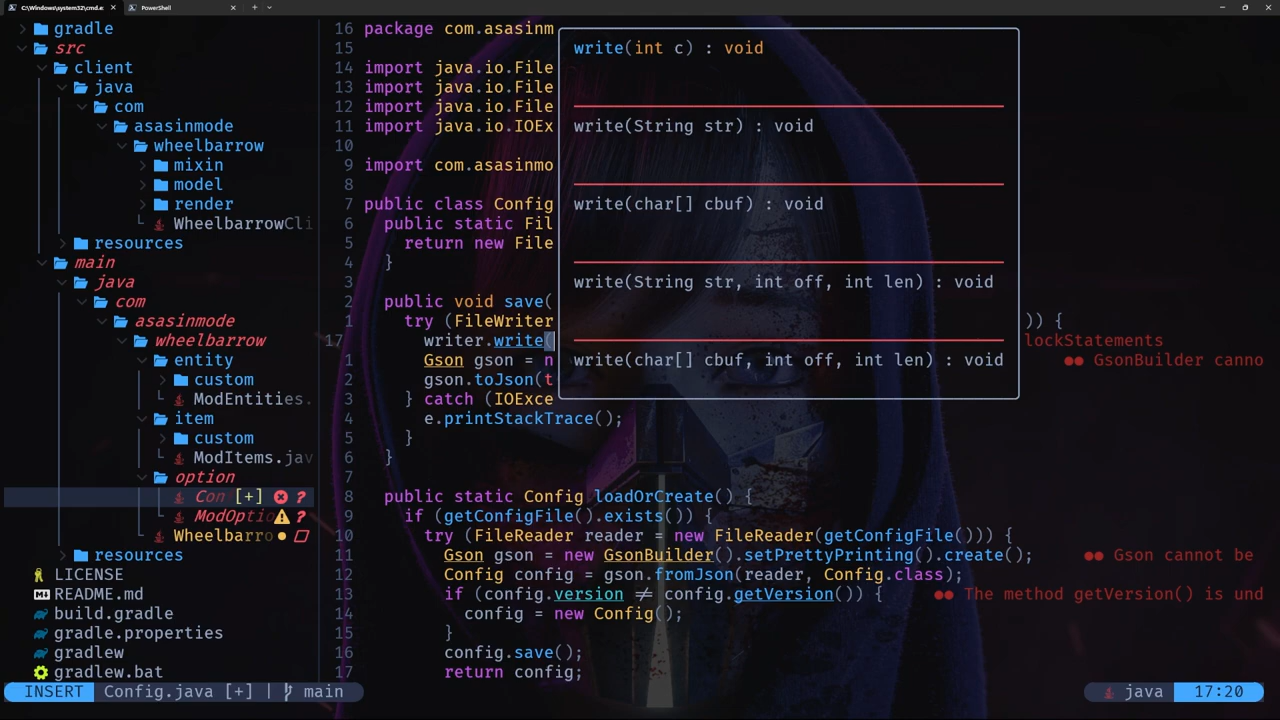 C:\Windows\system32\cmd.e
PowerShell
gradle
src
client
java
com
asasinmode
wheelbarrow
mixin
model
render
WheelbarrowCli
resources
main
java
com
asasinmode
wheelbarrow
entity
custom
ModEntities.
item
custom
ModItems.jav
option
Con [+] ?
ModOptio ?
Wheelbarro
resources
LICENSE
README.md
build.gradle
gradle.properties
gradlew
gradlew.bat
16 package com.asasinm
15
14 import java.io.File
13 import java.io.File
12 import java.io.File
11 import java.io.IOEx
10
9 import com.asasinmo
8
7 public class Config
6 public static Fil
5 return new File
4 }
3
2 public void save(
1 try (FileWriter )) {
17 writer.write( lockStatements
1 Gson gson = n ●● GsonBuilder canno
2 gson.toJson(t
3 } catch (IOExce
4 e.printStackTrace();
5 }
6 }
7
8 public static Config loadOrCreate() {
9 if (getConfigFile().exists()) {
10 try (FileReader reader = new FileReader(getConfigFile())) {
11 Gson gson = new GsonBuilder().setPrettyPrinting().create(); ●● Gson cannot be
12 Config config = gson.fromJson(reader, Config.class);
13 if (config.version ≠ config.getVersion()) { ●● The method getVersion() is und
14 config = new Config();
15 }
16 config.save();
17 return config;
write(int c) : void
write(String str) : void
write(char[] cbuf) : void
write(String str, int off, int len) : void
write(char[] cbuf, int off, int len) : void
INSERT Config.java [+] | main java 17:20